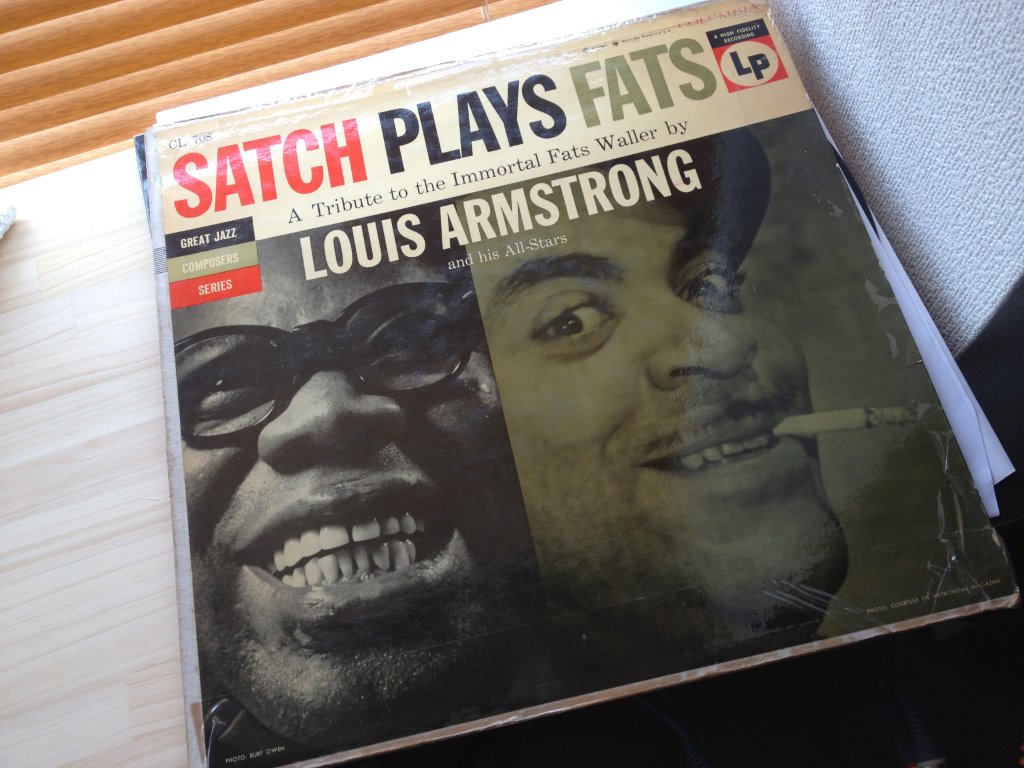 COLUMBIA
A HIGH FIDELITY
RECORDING
LP
CL 708
SATCH PLAYS FATS
A Tribute to the Immortal Fats Waller by
LOUIS ARMSTRONG
and his All-Stars
GREAT JAZZ
COMPOSERS
SERIES
PHOTO: COURTESY OF METRONOME MAGAZINE
PHOTO: BURT OWEN